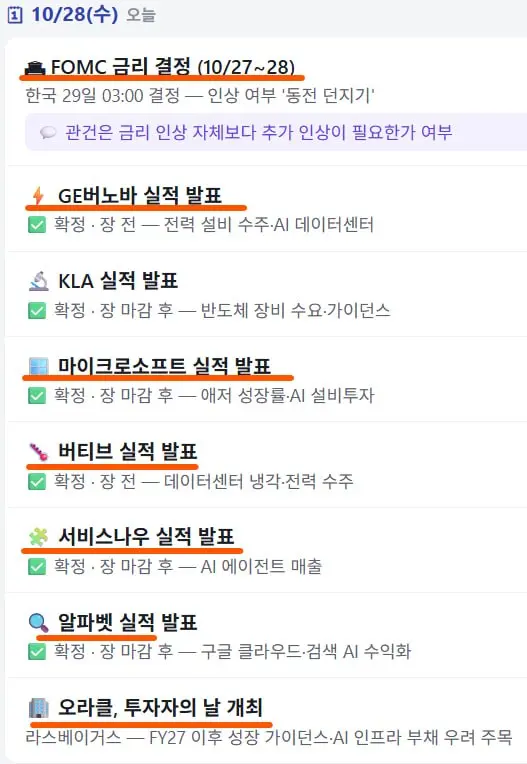 10/28(수) 오늘
FOMC 금리 결정 (10/27~28)
한국 29일 03:00 결정 — 인상 여부 '동전 던지기'
관건은 금리 인상 자체보다 추가 인상이 필요한가 여부
GE버노바 실적 발표
확정 · 장 전 — 전력 설비 수주·AI 데이터센터
KLA 실적 발표
확정 · 장 마감 후 — 반도체 장비 수요·가이던스
마이크로소프트 실적 발표
확정 · 장 마감 후 — 애저 성장률·AI 설비투자
버티브 실적 발표
확정 · 장 전 — 데이터센터 냉각·전력 수주
서비스나우 실적 발표
확정 · 장 마감 후 — AI 에이전트 매출
알파벳 실적 발표
확정 · 장 마감 후 — 구글 클라우드·검색 AI 수익화
오라클, 투자자의 날 개최
라스베이거스 — FY27 이후 성장 가이던스·AI 인프라 부채 우려 주목